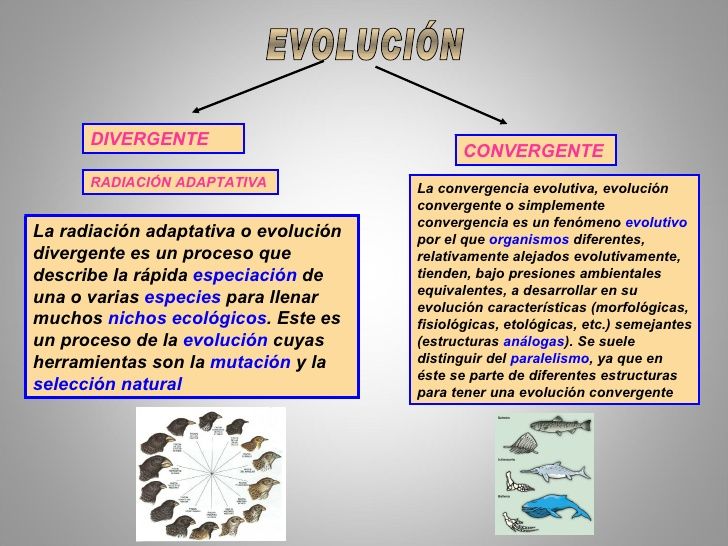 EVOLUCIÓN
DIVERGENTE
CONVERGENTE
RADIACIÓN ADAPTATIVA
La radiación adaptativa o evolución
divergente es un proceso que
describe la rápida especiación de
una o varias especies para llenar
muchos nichos ecológicos. Este es
un proceso de la evolución cuyas
herramientas son la mutación y la
selección natural
La convergencia evolutiva, evolución
convergente o simplemente
convergencia es un fenómeno evolutivo
por el que organismos diferentes,
relativamente alejados evolutivamente,
tienden, bajo presiones ambientales
equivalentes, a desarrollar en su
evolución características (morfológicas,
fisiológicas, etológicas, etc.) semejantes
(estructuras análogas). Se suele
distinguir del paralelismo, ya que en
éste se parte de diferentes estructuras
para tener una evolución convergente